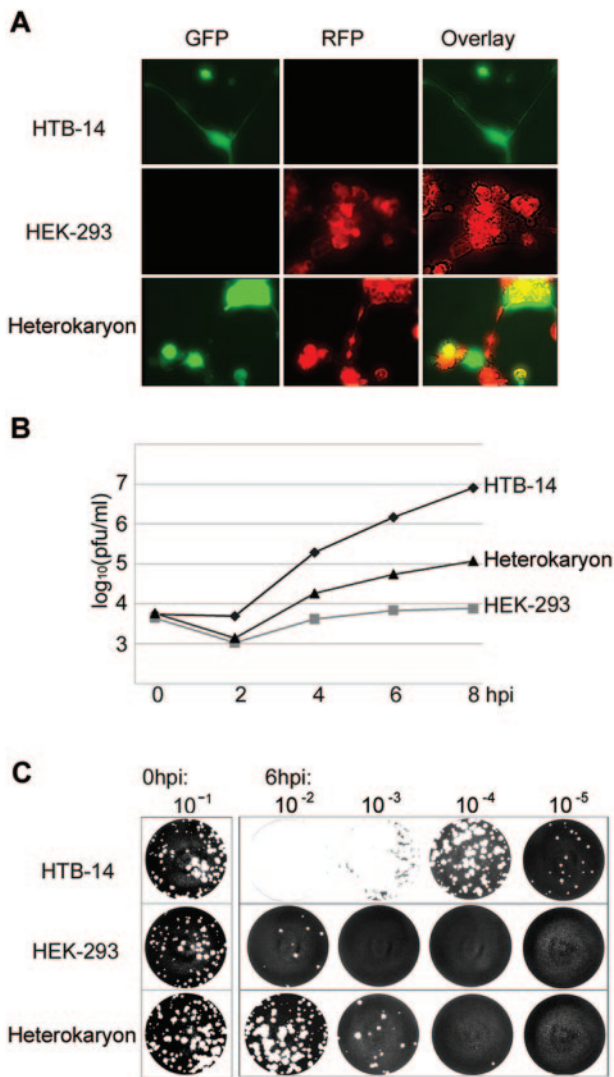 A
GFP RFP Overlay
HTB-14
HEK-293
Heterokaryon
B
log₁₀(pfu/ml)
7
6
5
4
3
HTB-14
Heterokaryon
HEK-293
0 2 4 6 8 hpi
C
0hpi: 6hpi:
10⁻¹ 10⁻² 10⁻³ 10⁻⁴ 10⁻⁵
HTB-14
HEK-293
Heterokaryon